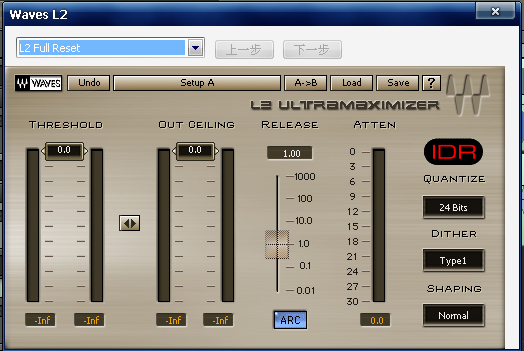 Waves L2
L2 Full Reset
上一步
下一步
WAVES
Undo
Setup A
A->B
Load
Save
?
L2 ULTRAMAXIMIZER
THRESHOLD
OUT CEILING
RELEASE
ATTEN
0.0
0.0
1.00
1000
100
10.0
1.0
0.1
0.01
0
3
6
9
12
15
18
21
24
27
30
IDR
QUANTIZE
24 Bits
DITHER
Type1
SHAPING
Normal
-Inf
-Inf
-Inf
-Inf
ARC
0.0